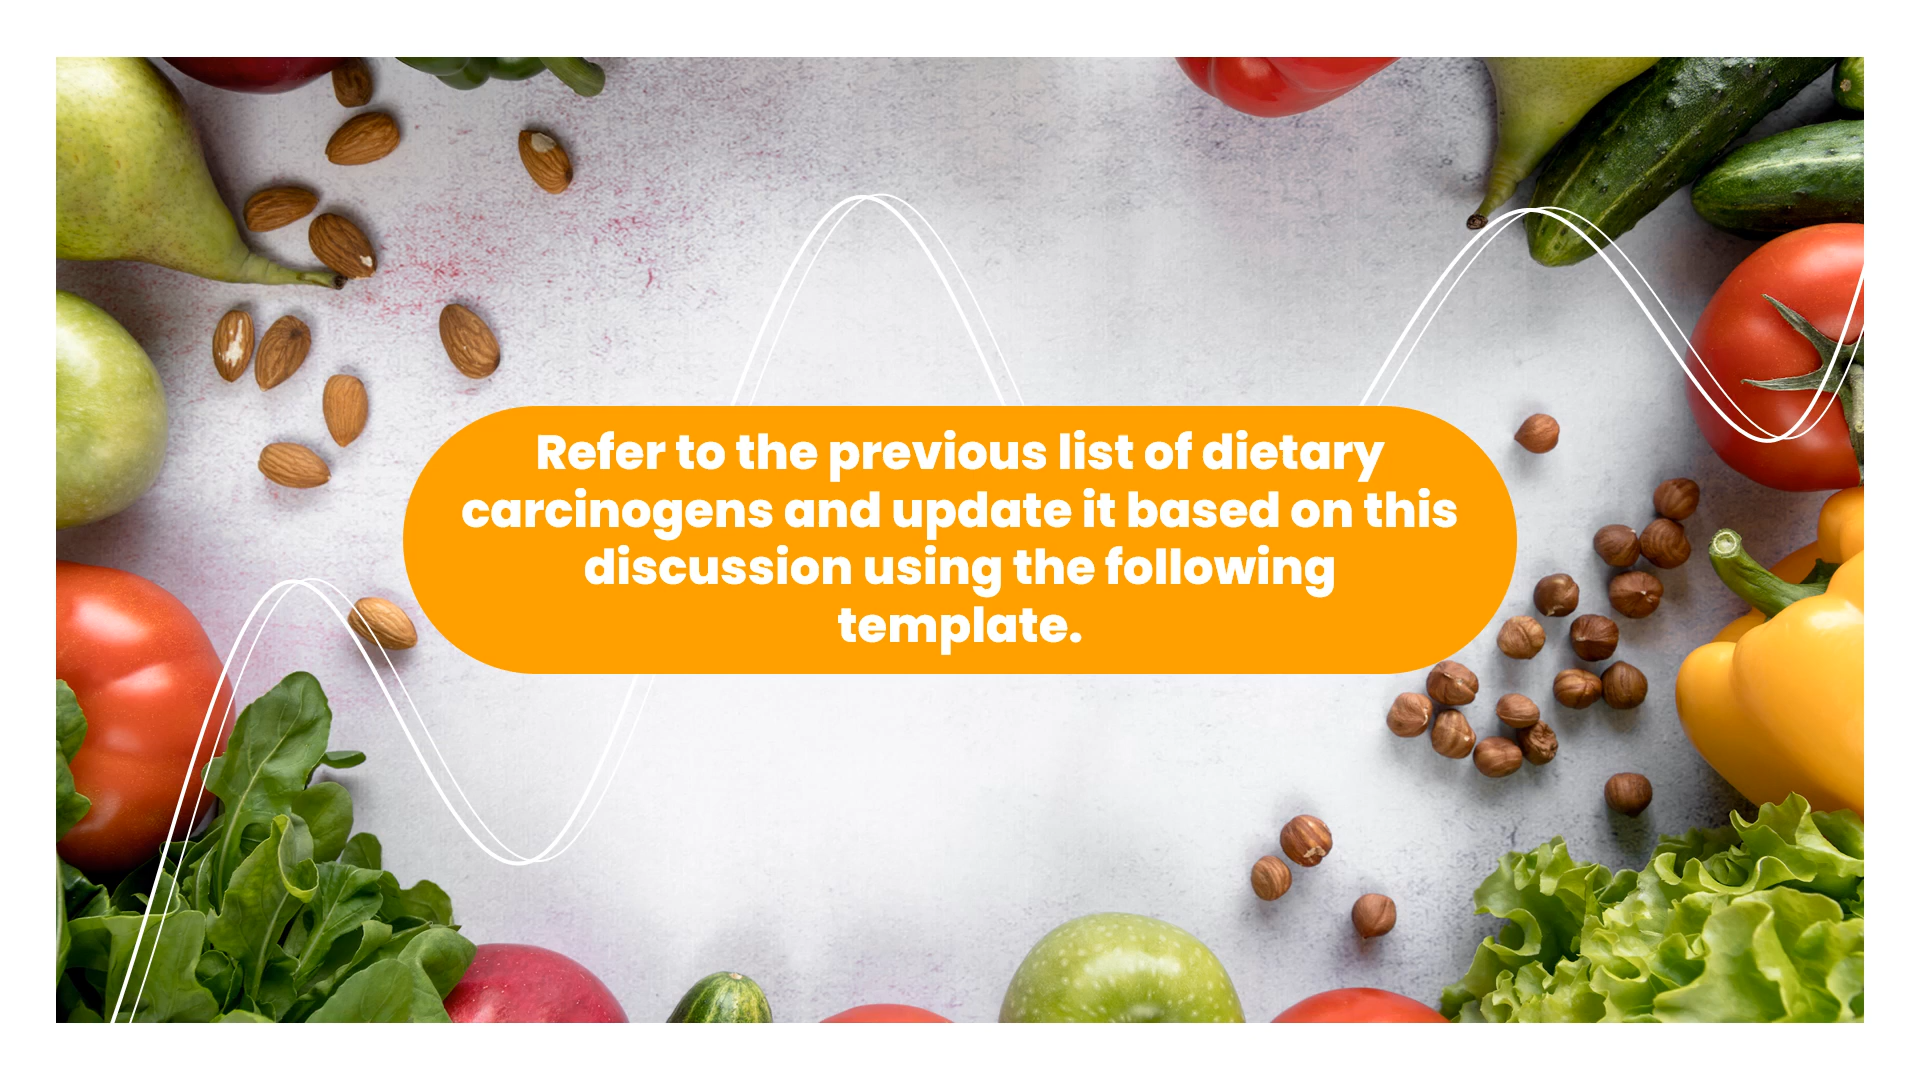 Refer to the previous list of dietary
carcinogens and update it based on this
discussion using the following
template.